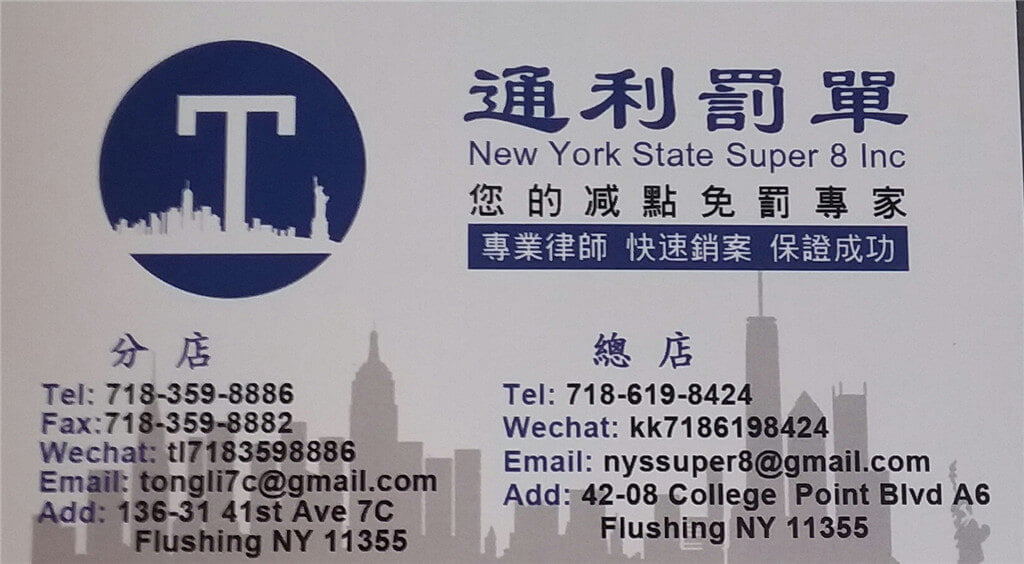 T
通利罰單
New York State Super 8 Inc
您的减點免罰專家
專業律師 快速銷案 保證成功
分店
Tel: 718-359-8886
Fax:718-359-8882
Wechat: tl7183598886
Email: tongli7c@gmail.com
Add: 136-31 41st Ave 7C
Flushing NY 11355
總店
Tel: 718-619-8424
Wechat: kk7186198424
Email: nyssuper8@gmail.com
Add: 42-08 College Point Blvd A6
Flushing NY 11355